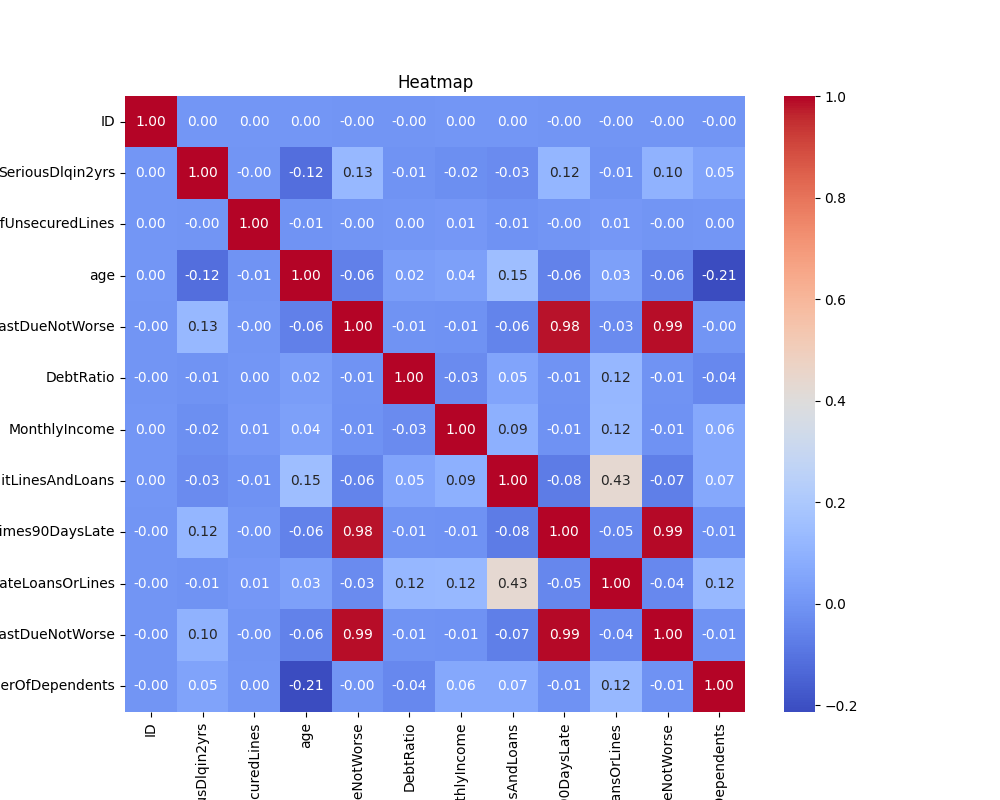 Heatmap
ID 1.00 0.00 0.00 0.00 -0.00 -0.00 0.00 0.00 -0.00 -0.00 -0.00 -0.00
SeriousDlqin2yrs 0.00 1.00 -0.00 -0.12 0.13 -0.01 -0.02 -0.03 0.12 -0.01 0.10 0.05
fUnsecuredLines 0.00 -0.00 1.00 -0.01 -0.00 0.00 0.01 -0.01 -0.00 0.01 -0.00 0.00
age 0.00 -0.12 -0.01 1.00 -0.06 0.02 0.04 0.15 -0.06 0.03 -0.06 -0.21
astDueNotWorse -0.00 0.13 -0.00 -0.06 1.00 -0.01 -0.01 -0.06 0.98 -0.03 0.99 -0.00
DebtRatio -0.00 -0.01 0.00 0.02 -0.01 1.00 -0.03 0.05 -0.01 0.12 -0.01 -0.04
MonthlyIncome 0.00 -0.02 0.01 0.04 -0.01 -0.03 1.00 0.09 -0.01 0.12 -0.01 0.06
itLinesAndLoans 0.00 -0.03 -0.01 0.15 -0.06 0.05 0.09 1.00 -0.08 0.43 -0.07 0.07
imes90DaysLate -0.00 0.12 -0.00 -0.06 0.98 -0.01 -0.01 -0.08 1.00 -0.05 0.99 -0.01
ateLoansOrLines -0.00 -0.01 0.01 0.03 -0.03 0.12 0.12 0.43 -0.05 1.00 -0.04 0.12
astDueNotWorse -0.00 0.10 -0.00 -0.06 0.99 -0.01 -0.01 -0.07 0.99 -0.04 1.00 -0.01
erOfDependents -0.00 0.05 0.00 -0.21 -0.00 -0.04 0.06 0.07 -0.01 0.12 -0.01 1.00
ID
usDlqin2yrs
curedLines
age
eNotWorse
DebtRatio
thlyIncome
sAndLoans
00DaysLate
ansOrLines
eNotWorse
Dependents
1.0
0.8
0.6
0.4
0.2
0.0
−0.2